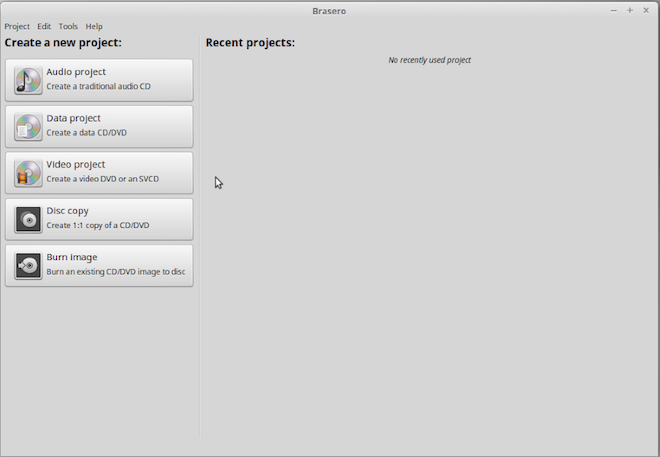 Brasero
Project Edit Tools Help
Create a new project:
Audio project
Create a traditional audio CD
Data project
Create a data CD/DVD
Video project
Create a video DVD or an SVCD
Disc copy
Create 1:1 copy of a CD/DVD
Burn image
Burn an existing CD/DVD image to disc
Recent projects:
No recently used project